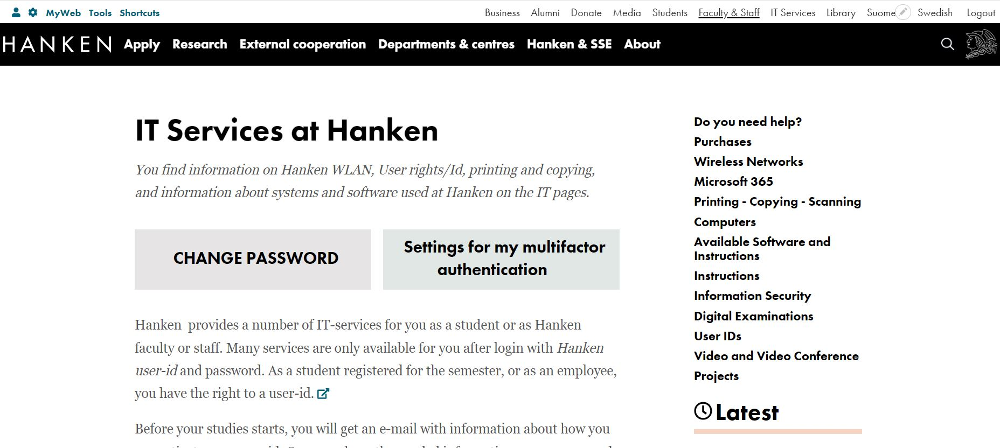 MyWeb Tools Shortcuts
Business Alumni Donate Media Students Faculty & Staff IT Services Library Suome Swedish Logout
HANKEN Apply Research External cooperation Departments & centres Hanken & SSE About
IT Services at Hanken
You find information on Hanken WLAN, User rights/Id, printing and copying,
and information about systems and software used at Hanken on the IT pages.
CHANGE PASSWORD
Settings for my multifactor
authentication
Hanken provides a number of IT-services for you as a student or as Hanken
faculty or staff. Many services are only available for you after login with Hanken
user-id and password. As a student registered for the semester, or as an employee,
you have the right to a user-id.
Before your studies starts, you will get an e-mail with information about how you
Do you need help?
Purchases
Wireless Networks
Microsoft 365
Printing - Copying - Scanning
Computers
Available Software and
Instructions
Instructions
Information Security
Digital Examinations
User IDs
Video and Video Conference
Projects
Latest